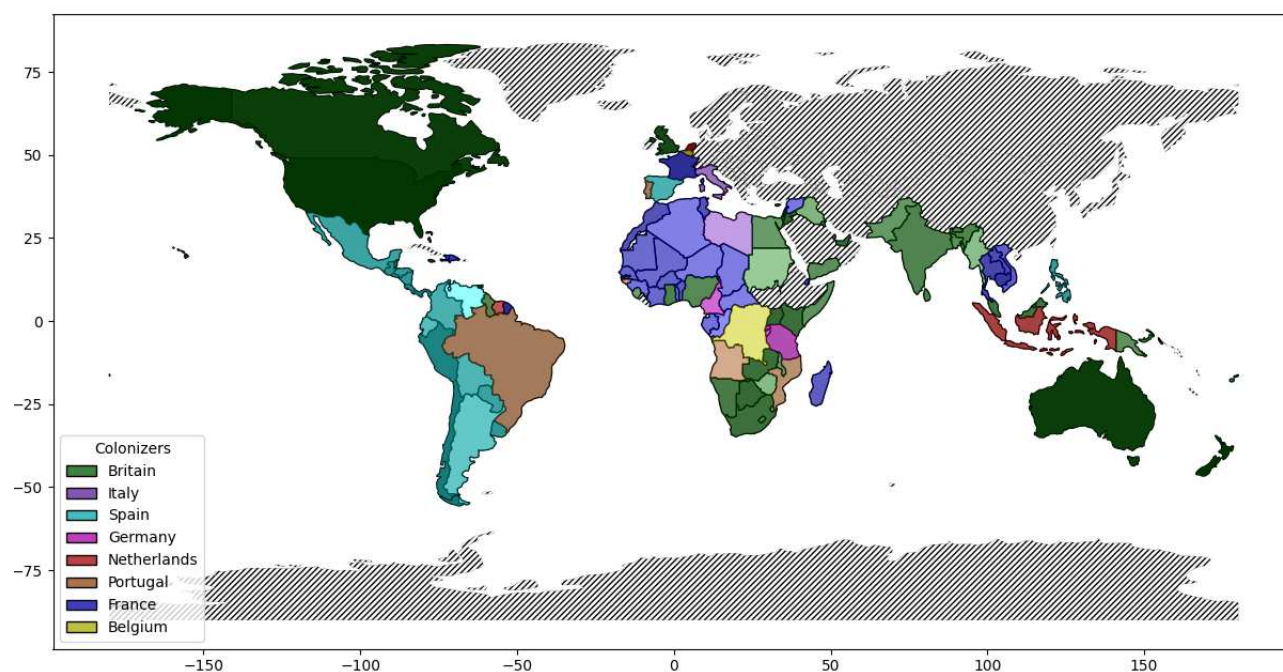 75
50
25
0
−25
−50
−75
Colonizers
Britain
Italy
Spain
Germany
Netherlands
Portugal
France
Belgium
−150 −100 −50 0 50 100 150